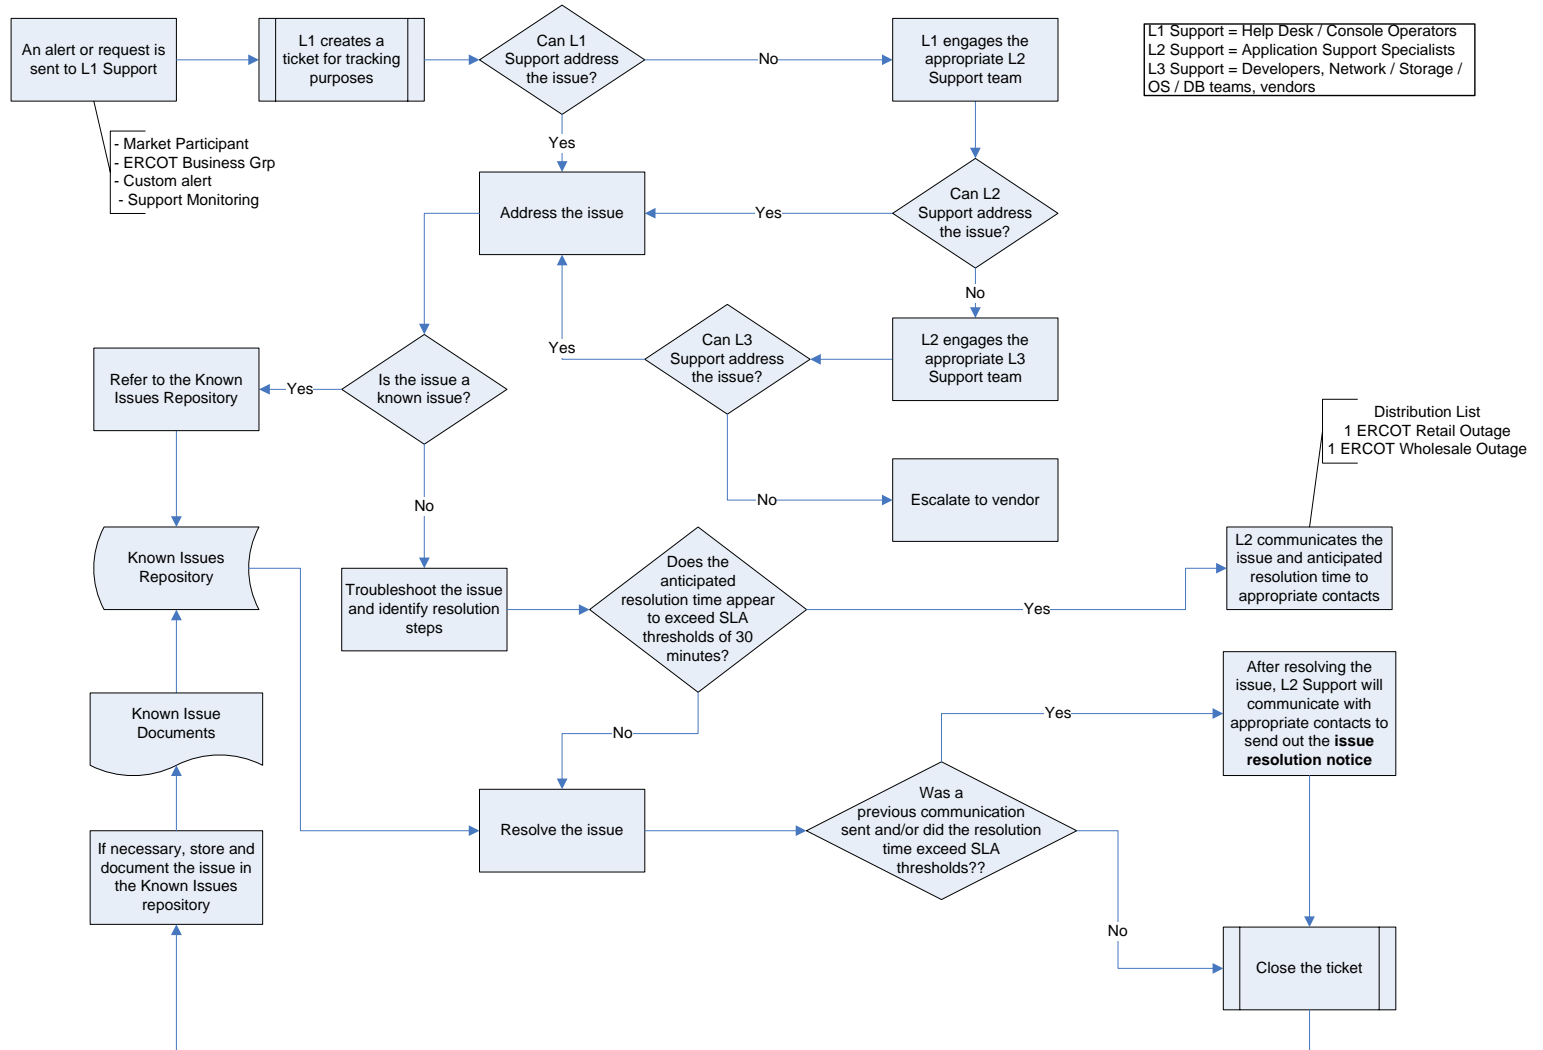 An alert or request is
sent to L1 Support
L1 creates a
ticket for tracking
purposes
Can L1
Support address
the issue?
No
L1 engages the
appropriate L2
Support team
L1 Support = Help Desk / Console Operators
L2 Support = Application Support Specialists
L3 Support = Developers, Network / Storage /
OS / DB teams, vendors
- Market Participant
- ERCOT Business Grp
- Custom alert
- Support Monitoring
Yes
Address the issue
Yes
Can L2
Support address
the issue?
No
L2 engages the
appropriate L3
Support team
Can L3
Support address
the issue?
Yes
Is the issue a
known issue?
Yes
Refer to the Known
Issues Repository
No
No
Escalate to vendor
Distribution List
1 ERCOT Retail Outage
1 ERCOT Wholesale Outage
Known Issues
Repository
Troubleshoot the issue
and identify resolution
steps
Does the
anticipated
resolution time appear
to exceed SLA
thresholds of 30
minutes?
Yes
L2 communicates the
issue and anticipated
resolution time to
appropriate contacts
No
Known Issue
Documents
Resolve the issue
Was a
previous communication
sent and/or did the resolution
time exceed SLA
thresholds??
Yes
After resolving the
issue, L2 Support will
communicate with
appropriate contacts to
send out the issue
resolution notice
No
Close the ticket
If necessary, store and
document the issue in
the Known Issues
repository